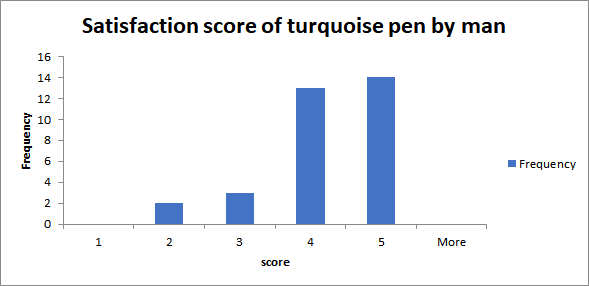 Satisfaction score of turquoise pen by man
16
14
12
10
8
6
4
2
0
Frequency
1 2 3 4 5 More
score
Frequency